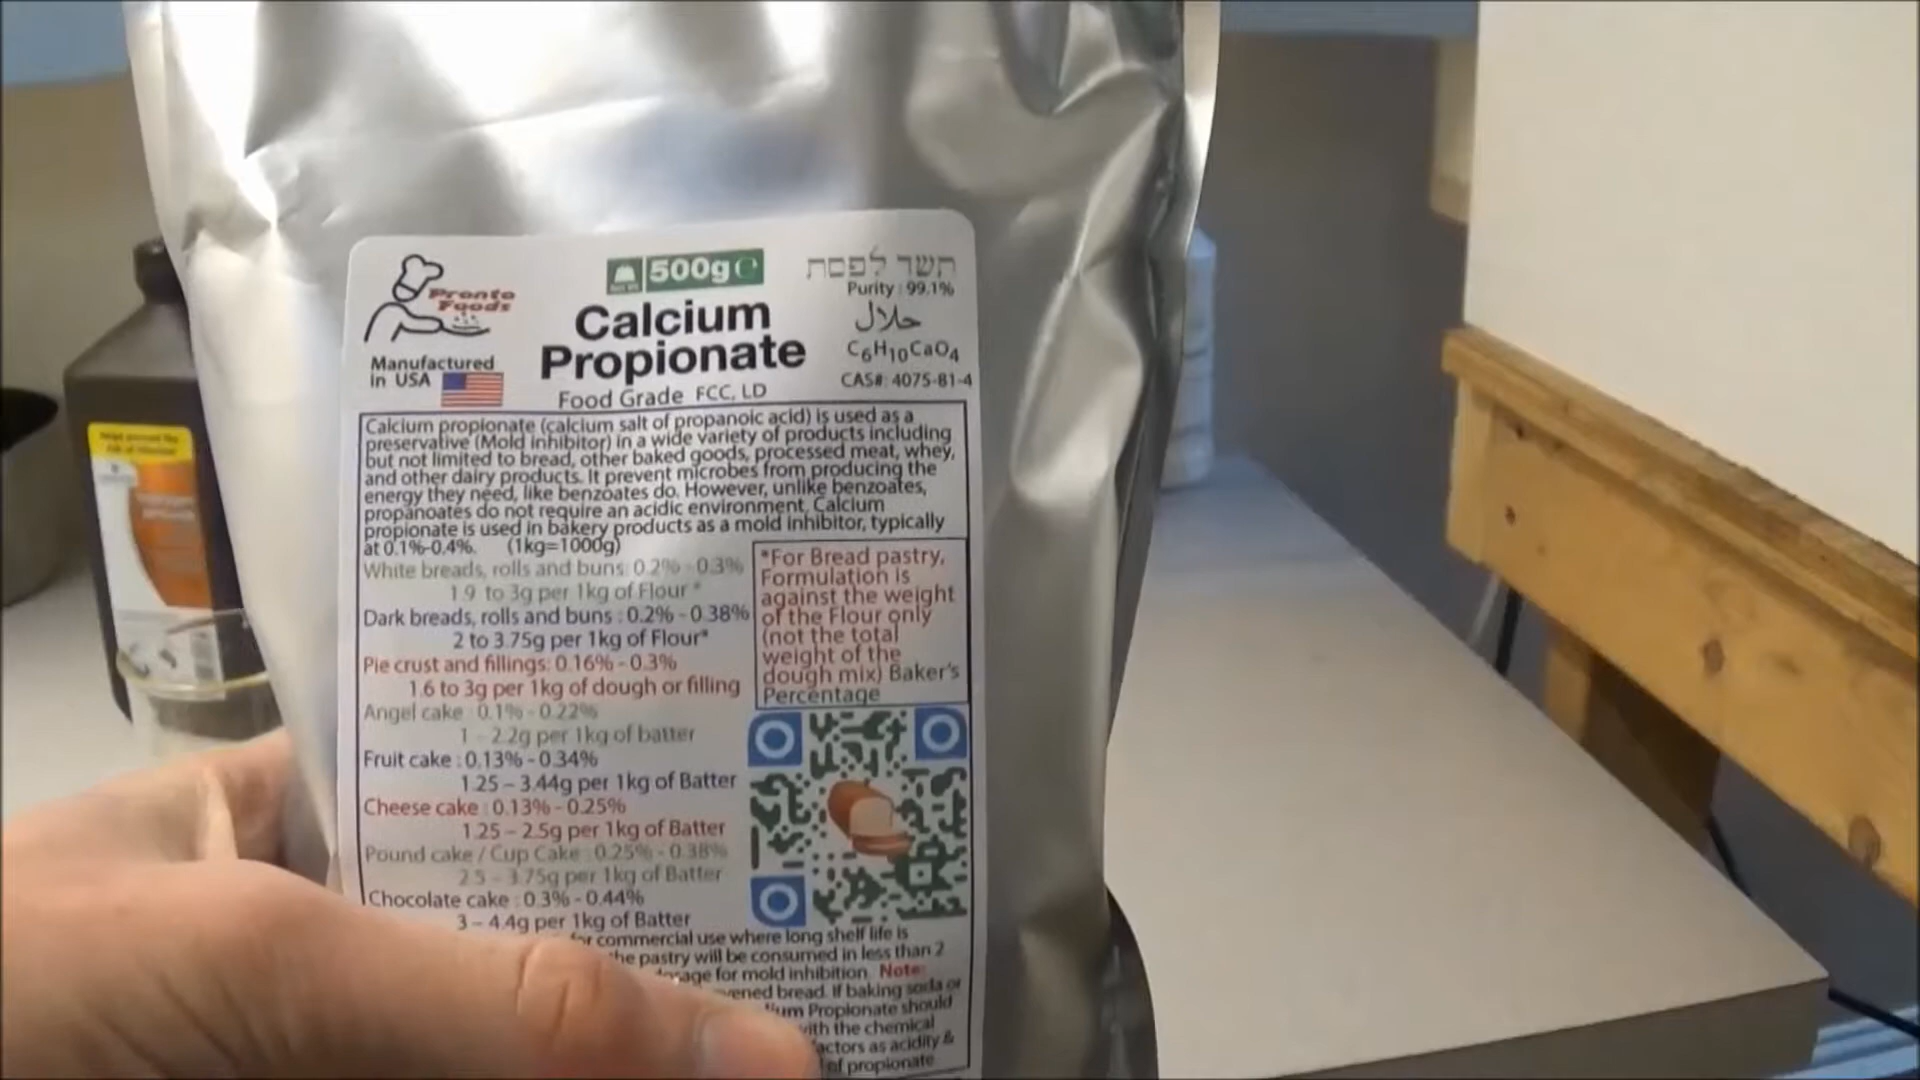 Pronto
Foods
Manufactured
in USA
500g
Calcium
Propionate
Food Grade FCC, LD
תשר לפסח
Purity : 99.1%
حلال
C6H10CaO4
CAS#: 4075-81-4
Calcium propionate (calcium salt of propanoic acid) is used as a
preservative (Mold inhibitor) in a wide variety of products including
but not limited to bread, other baked goods, processed meat, whey,
and other dairy products. It prevent microbes from producing the
energy they need, like benzoates do. However, unlike benzoates,
propanoates do not require an acidic environment. Calcium
propionate is used in bakery products as a mold inhibitor, typically
at 0.1%-0.4%. (1kg=1000g)
White breads, rolls and buns: 0.2% - 0.3%
1.9 to 3g per 1kg of Flour*
Dark breads, rolls and buns : 0.2% - 0.38%
2 to 3.75g per 1kg of Flour*
Pie crust and fillings: 0.16% - 0.3%
1.6 to 3g per 1kg of dough or filling
Angel cake : 0.1% - 0.22%
1 - 2.2g per 1kg of batter
Fruit cake : 0.13% - 0.34%
1.25 – 3.44g per 1kg of Batter
Cheese cake : 0.13% - 0.25%
1.25 – 2.5g per 1kg of Batter
Pound cake / Cup Cake : 0.25% - 0.38%
2.5 - 3.75g per 1kg of Batter
Chocolate cake : 0.3% - 0.44%
3 – 4.4g per 1kg of Batter
*For Bread pastry,
Formulation is
against the weight
of the Flour only
(not the total
weight of the
dough mix) Baker's
Percentage
for commercial use where long shelf life is
the pastry will be consumed in less than 2
for mold inhibition. Note:
bread. If baking soda or
Propionate should
with the chemical
factors as acidity &
of propionate